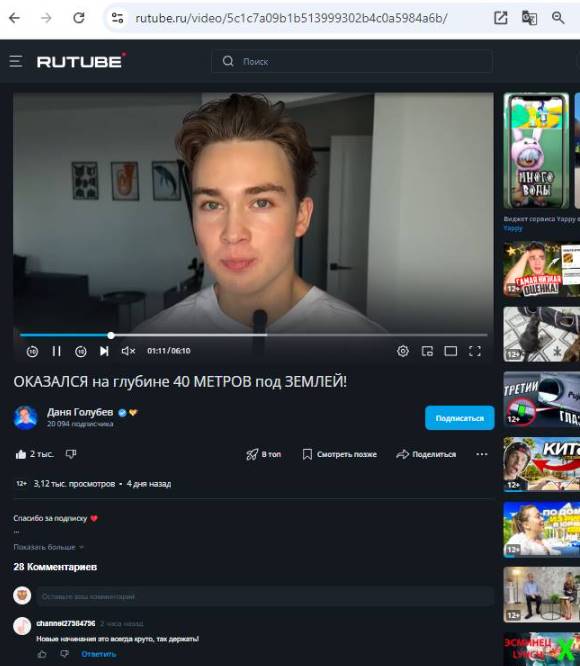 rutube.ru/video/5c1c7a09b1b513999302b4c0a5984a6b/
RUTUBE
Поиск
МНОГО
ВОДЫ
Виджет сервиса Yappy
Yappy
САМАЯ НИЗКАЯ
ОЦЕНКА!
12+
12+
ТРЕТИЙ
ГЛАЗ
12+
КИТА
12+
12+
12+
ЭСМИНЕЦ
LYNCH
10
10
01:11 / 06:10
ОКАЗАЛСЯ на глубине 40 МЕТРОВ под ЗЕМЛЕЙ!
Даня Голубев
20 094 подписчика
Подписаться
2 тыс.
В топ
Смотреть позже
Поделиться
12+ 3,12 тыс. просмотров • 4 дня назад
Спасибо за подписку
...
Показать больше
28 Комментариев
Оставьте ваш комментарий
channel27384796 2 часа назад
Новые начинания это всегда круто, так держать!
Ответить